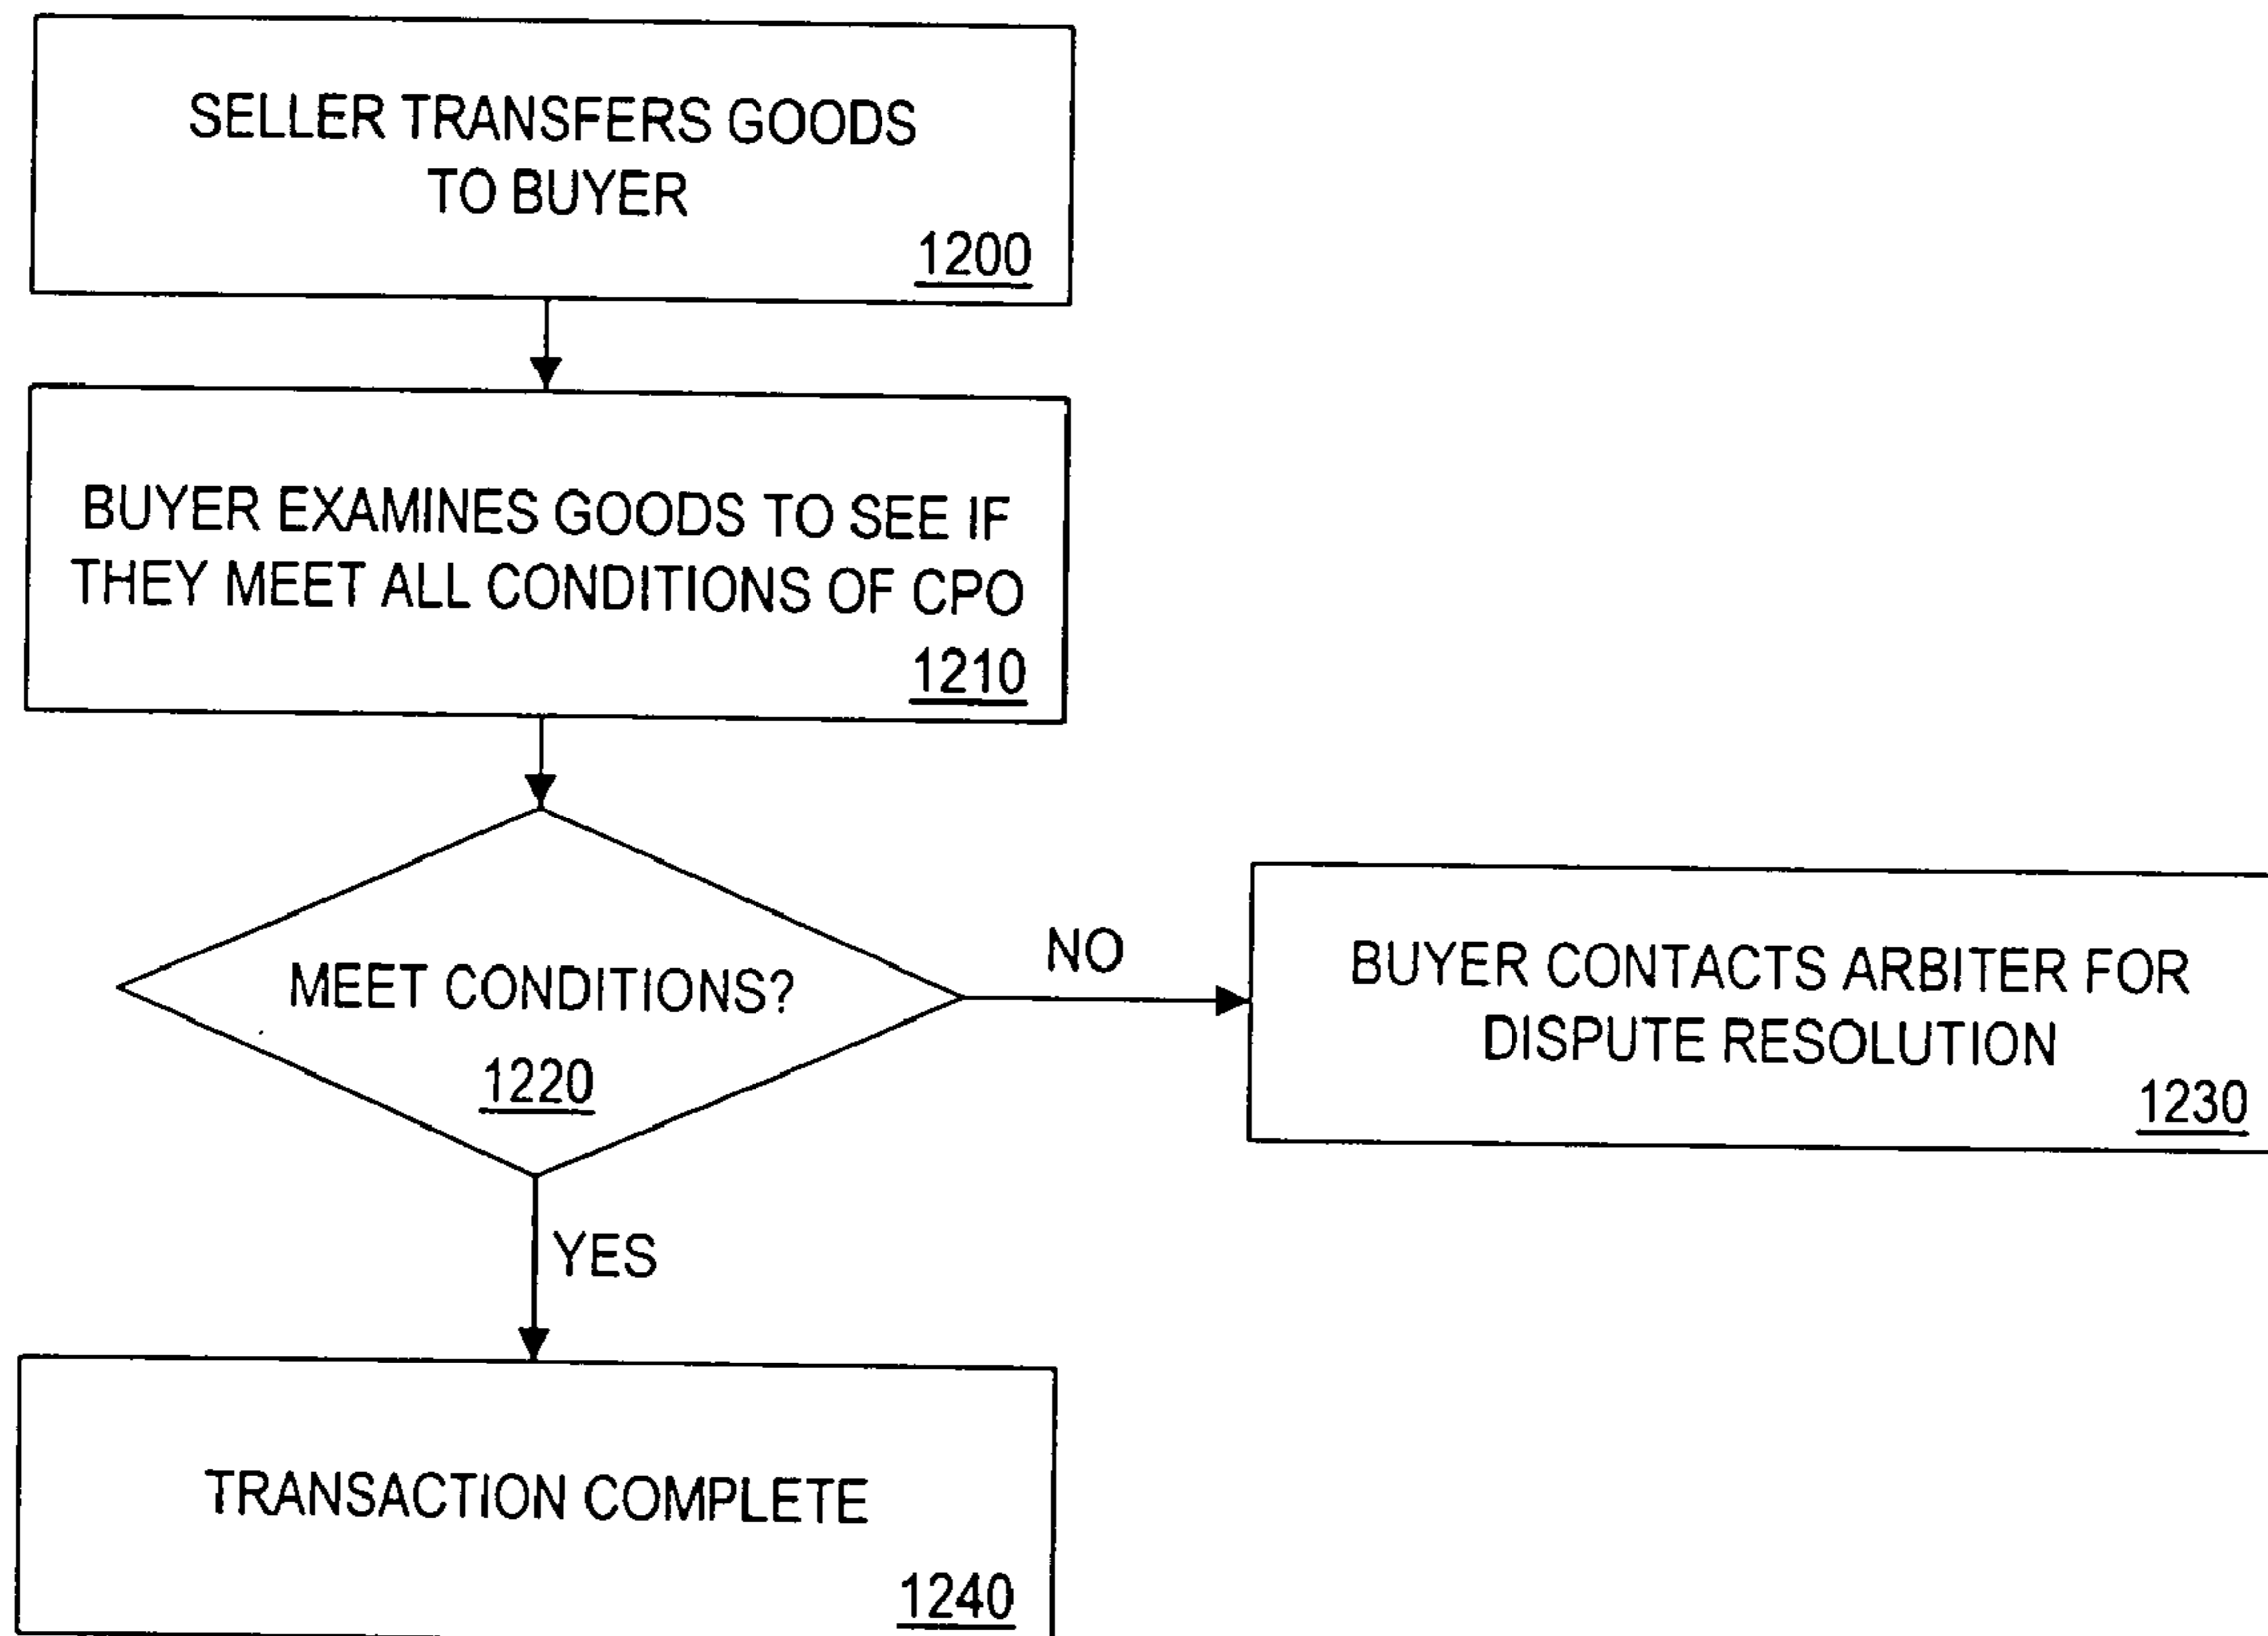 SELLER TRANSFERS GOODS
TO BUYER
1200
BUYER EXAMINES GOODS TO SEE IF
THEY MEET ALL CONDITIONS OF CPO
1210
MEET CONDITIONS?
1220
NO
BUYER CONTACTS ARBITER FOR
DISPUTE RESOLUTION
1230
YES
TRANSACTION COMPLETE
1240